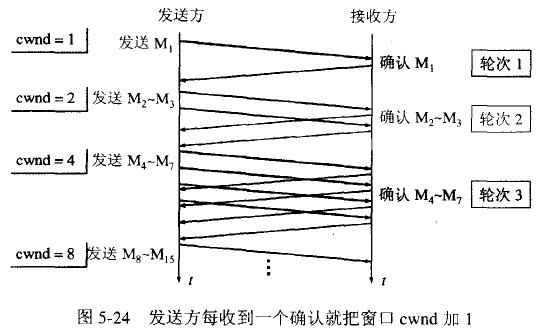 发送方 接收方
cwnd = 1 发送 M1
确认 M1 轮次 1
cwnd = 2 发送 M2~M3
确认 M2~M3 轮次 2
cwnd = 4 发送 M4~M7
确认 M4~M7 轮次 3
cwnd = 8 发送 M8~M15
t t
图 5-24 发送方每收到一个确认就把窗口 cwnd 加 1